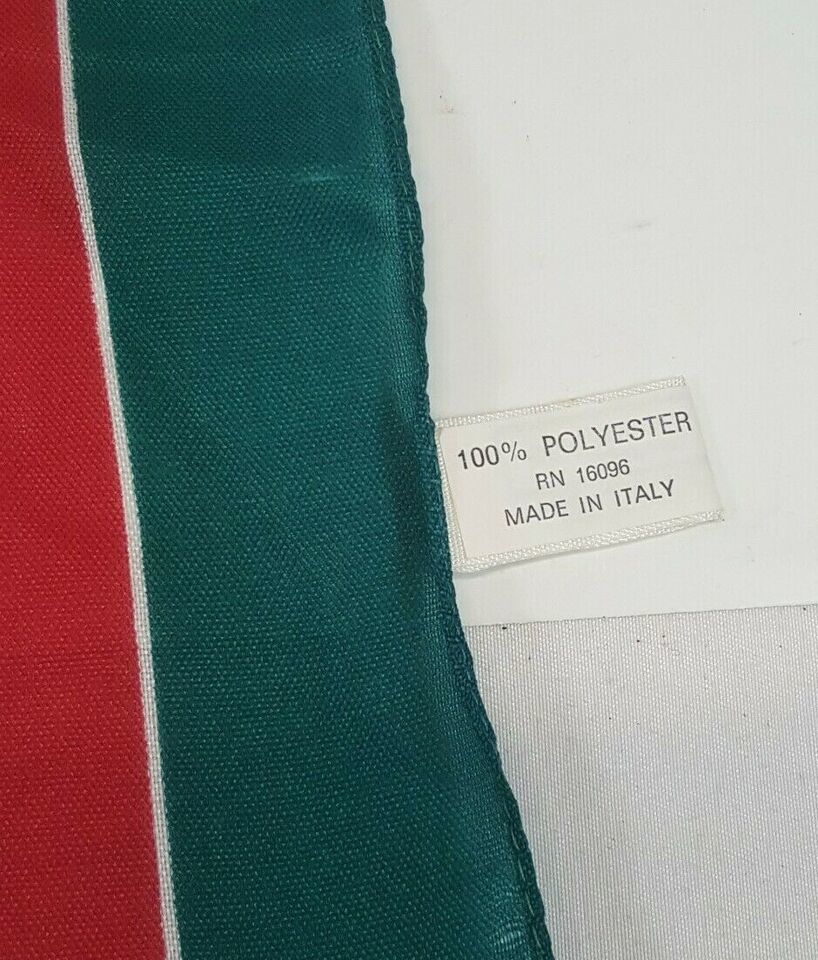 100% POLYESTER
RN 16096
MADE IN ITALY